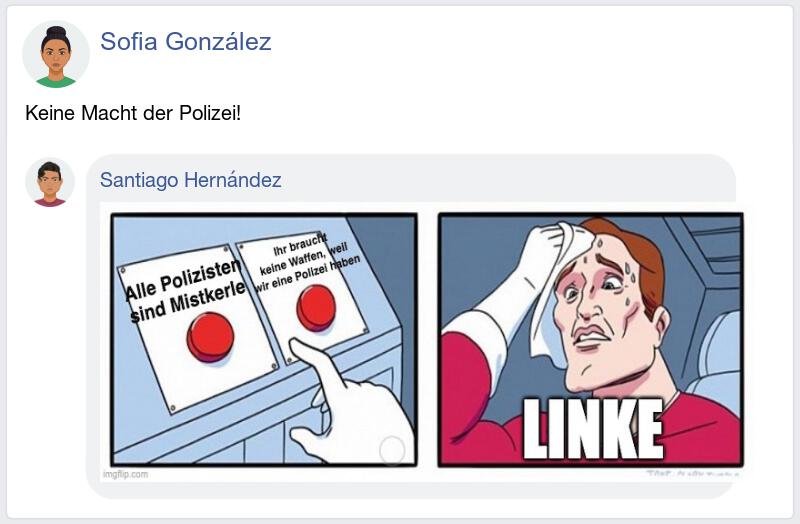 Sofia González
Keine Macht der Polizei!
Santiago Hernández
Alle Polizisten
sind Mistkerle
Ihr braucht
keine Waffen, weil
wir eine Polizei haben
LINKE
imgflip.com